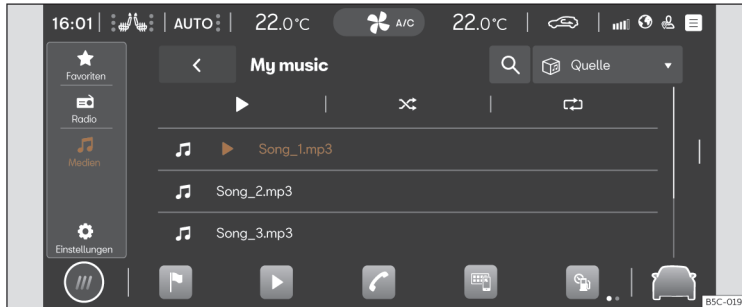 16:01 AUTO 22.0°C A/C 22.0°C
Favoriten
My music
Quelle
Radio
Medien
Song_1.mp3
Song_2.mp3
Song_3.mp3
Einstellungen
B5C-019